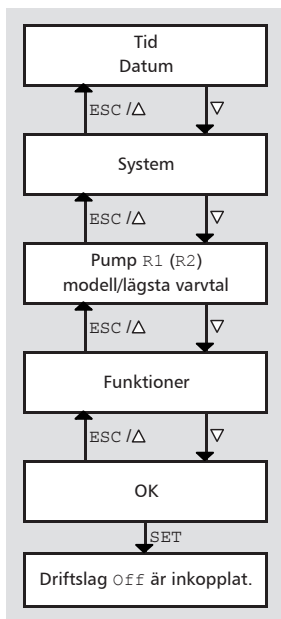 Tid
Datum
ESC /△ ▽
System
ESC /△ ▽
Pump R1 (R2)
modell/lägsta varvtal
ESC /△ ▽
Funktioner
ESC /△ ▽
OK
SET
Driftslag Off är inkopplat.